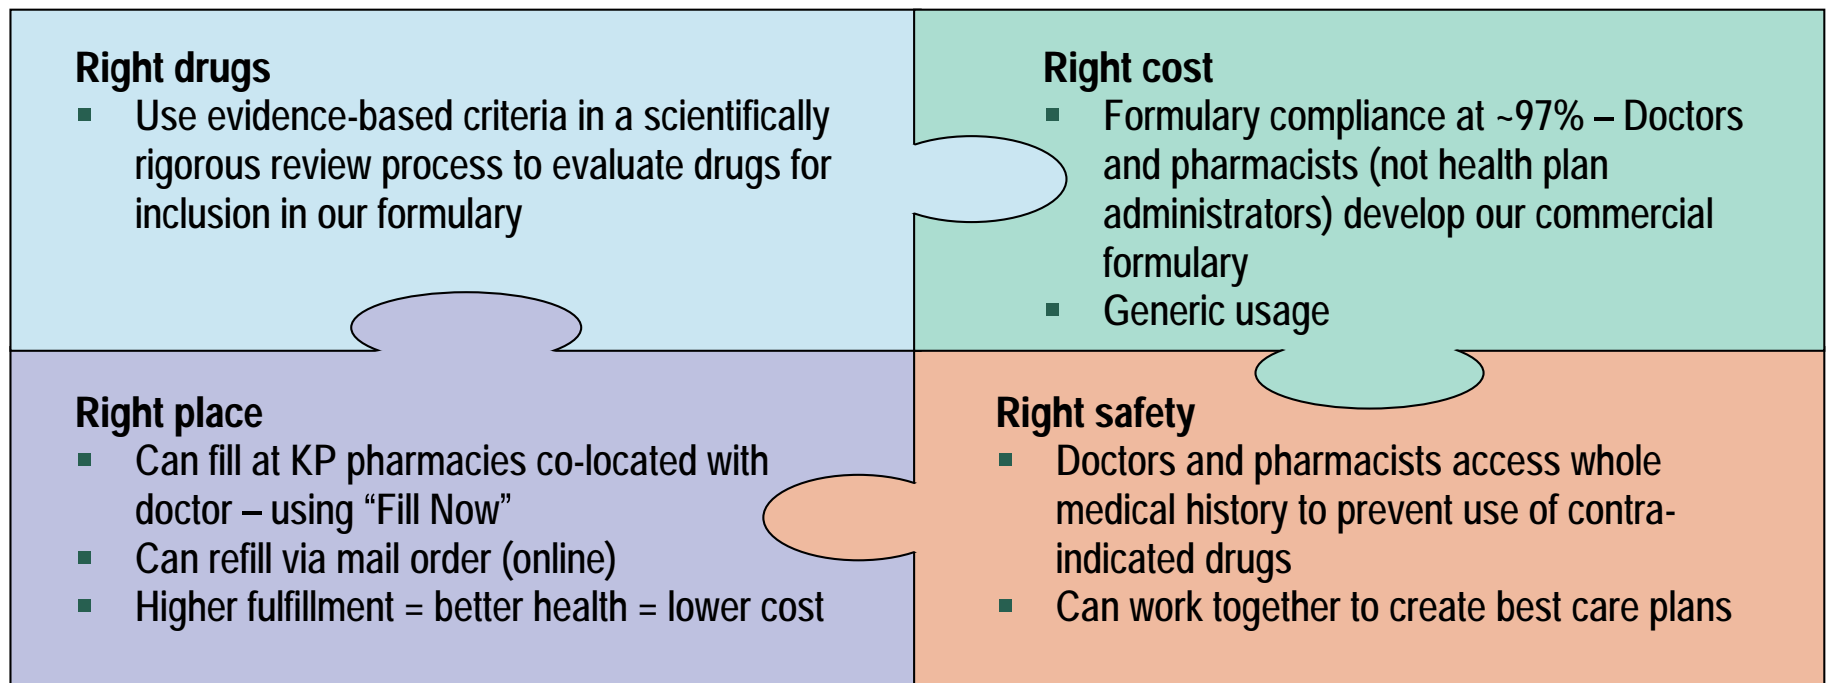 Right drugs
▪ Use evidence-based criteria in a scientifically
rigorous review process to evaluate drugs for
inclusion in our formulary
Right cost
▪ Formulary compliance at ~97% – Doctors
and pharmacists (not health plan
administrators) develop our commercial
formulary
▪ Generic usage
Right place
▪ Can fill at KP pharmacies co-located with
doctor – using “Fill Now”
▪ Can refill via mail order (online)
▪ Higher fulfillment = better health = lower cost
Right safety
▪ Doctors and pharmacists access whole
medical history to prevent use of contra-
indicated drugs
▪ Can work together to create best care plans